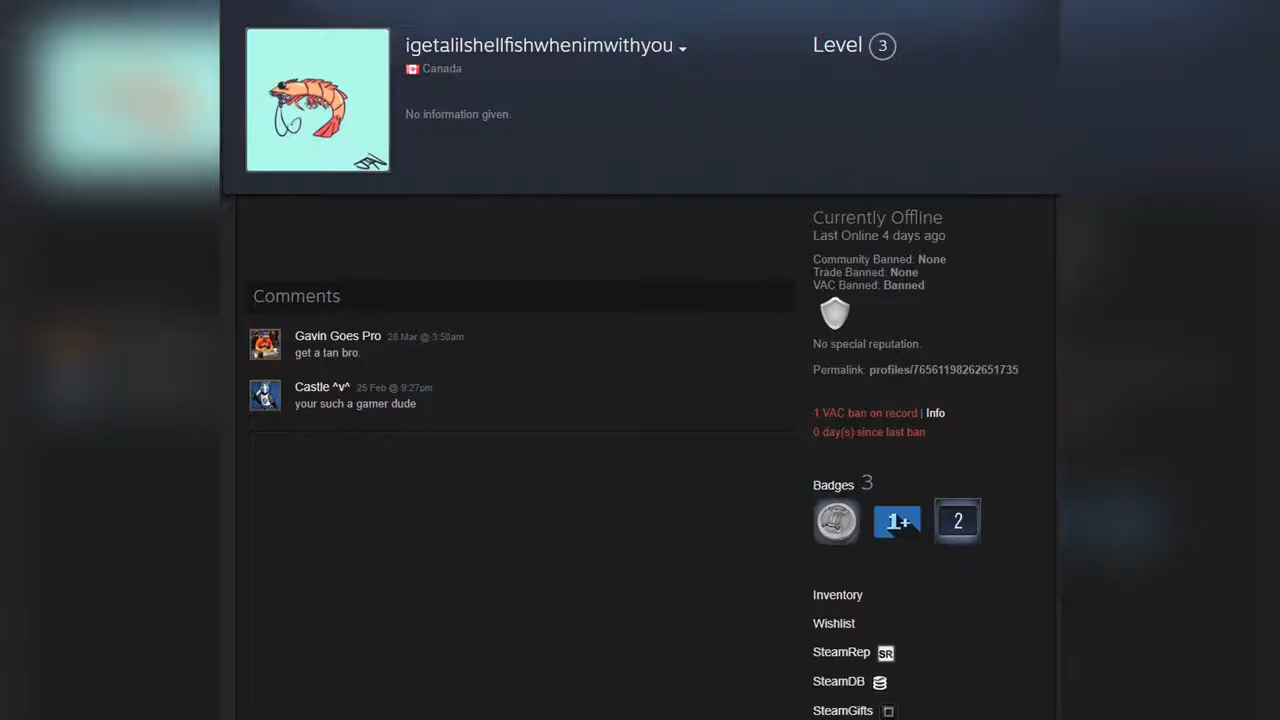 igetalilshellfishwhenimwithyou
Level 3
Canada
No information given.
Currently Offline
Last Online 4 days ago
Community Banned: None
Trade Banned: None
VAC Banned: Banned
No special reputation.
Permalink: profiles/76561198262651735
1 VAC ban on record | Info
0 day(s) since last ban
Comments
Gavin Goes Pro 28 Mar @ 3:50am
get a tan bro.
Castle ^v^ 25 Feb @ 9:27pm
your such a gamer dude
Badges 3
1+
2
Inventory
Wishlist
SteamRep SR
SteamDB
SteamGifts